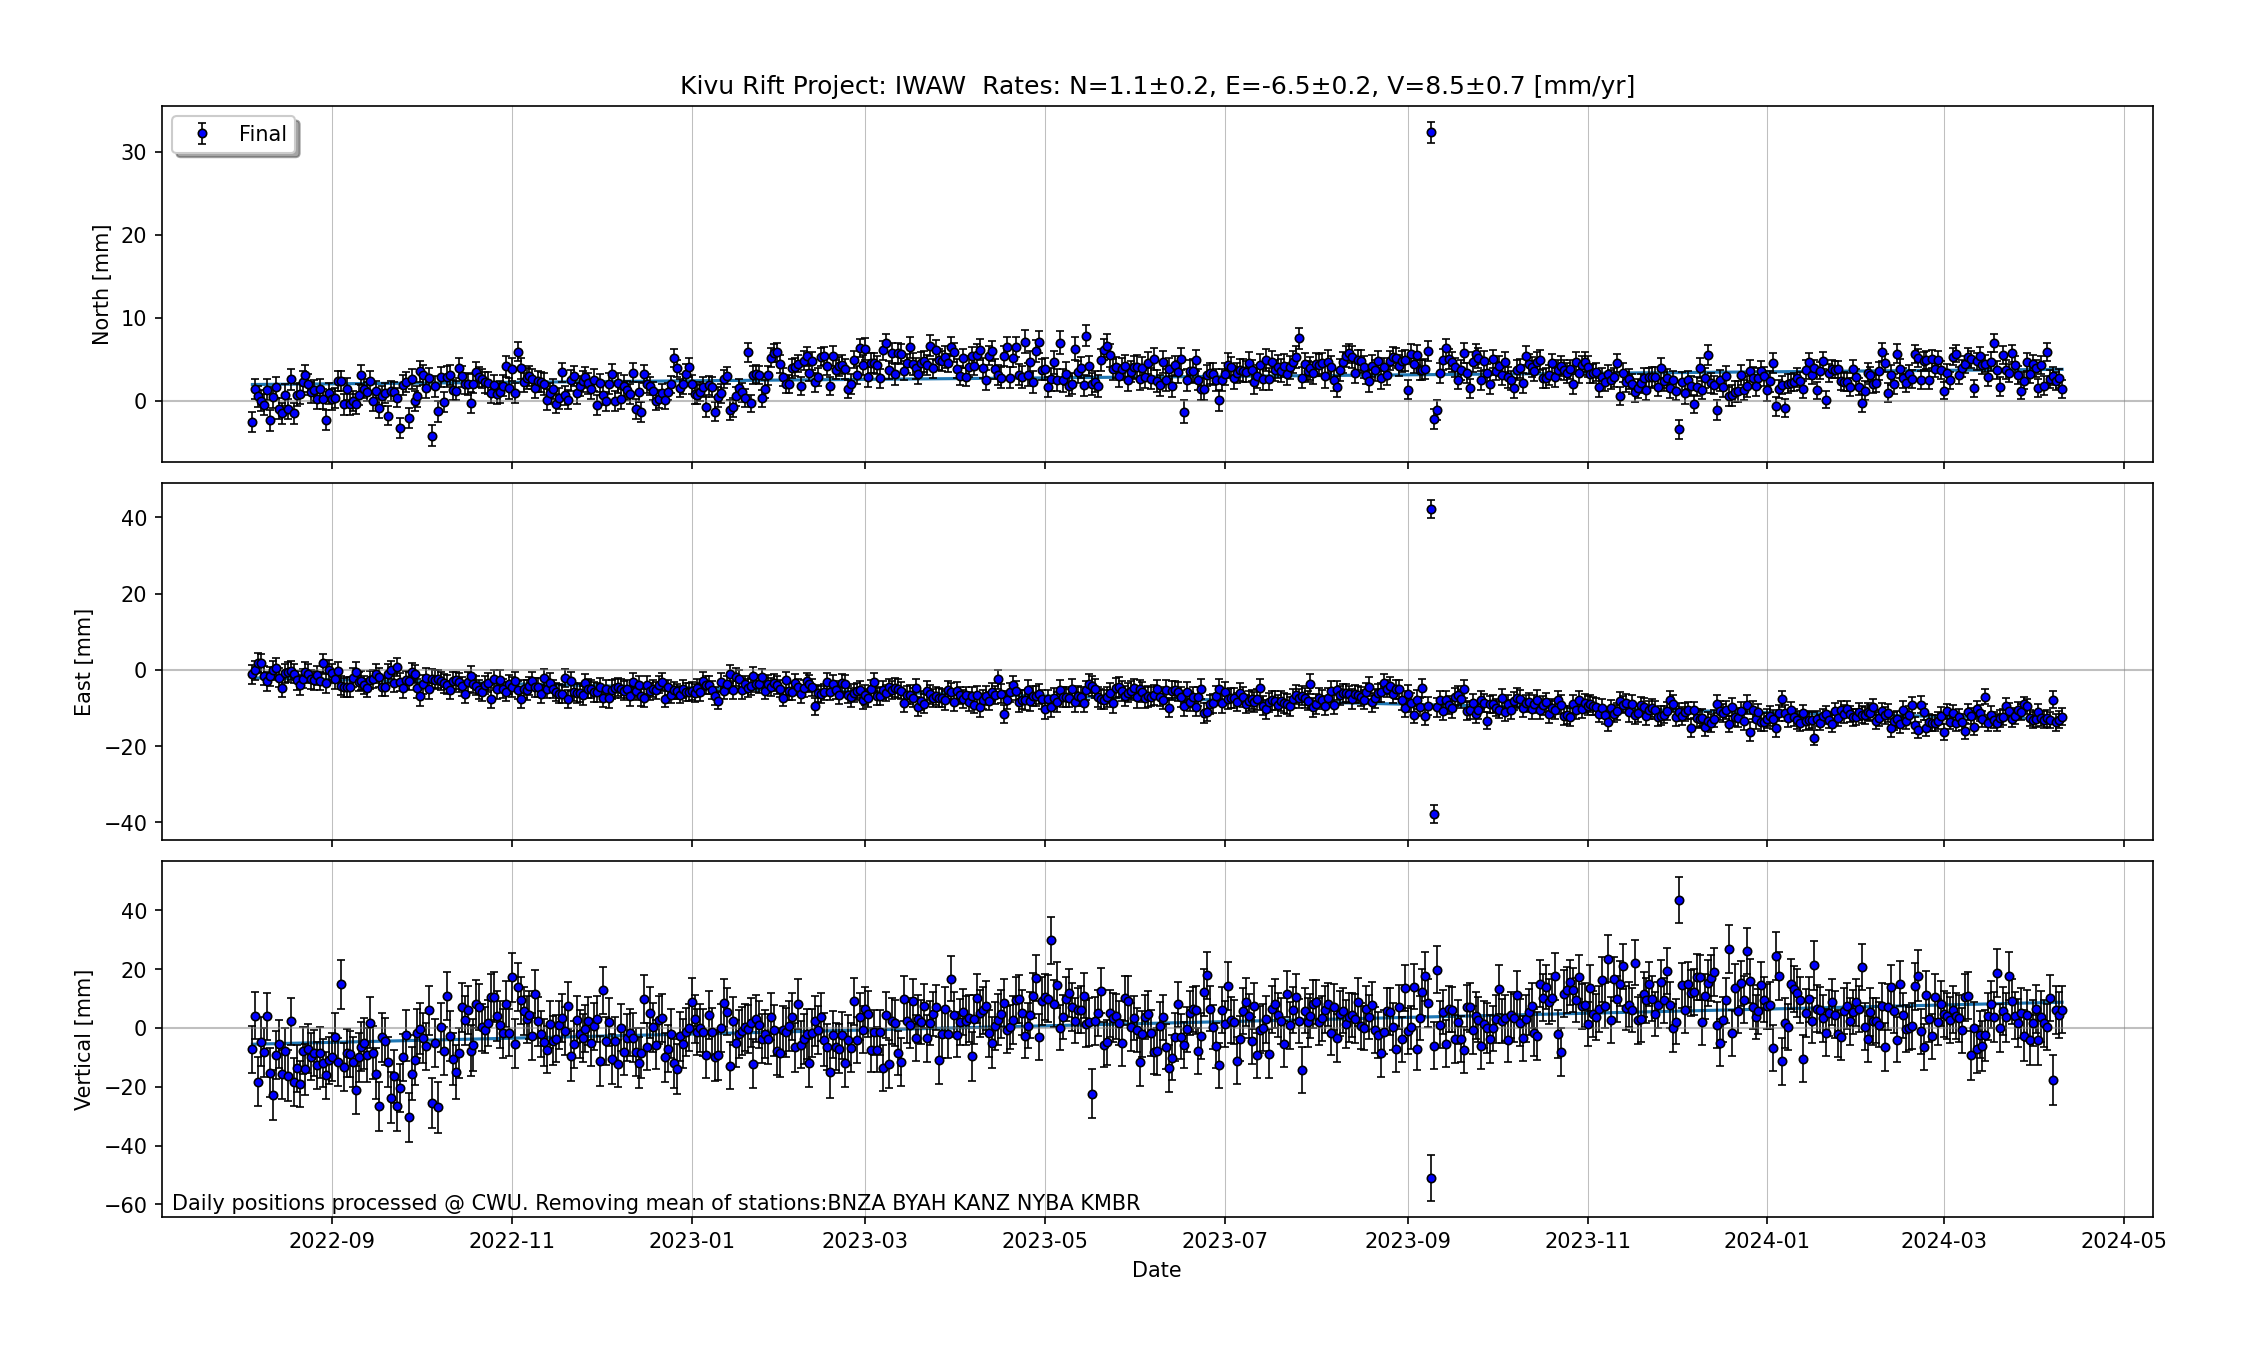 Kivu Rift Project: IWAW  Rates: N=1.1±0.2, E=-6.5±0.2, V=8.5±0.7 [mm/yr]
Final
North [mm]
30
20
10
0
East [mm]
40
20
0
−20
−40
Vertical [mm]
40
20
0
−20
−40
−60
Daily positions processed @ CWU. Removing mean of stations:BNZA BYAH KANZ NYBA KMBR
2022-09 2022-11 2023-01 2023-03 2023-05 2023-07 2023-09 2023-11 2024-01 2024-03 2024-05
Date